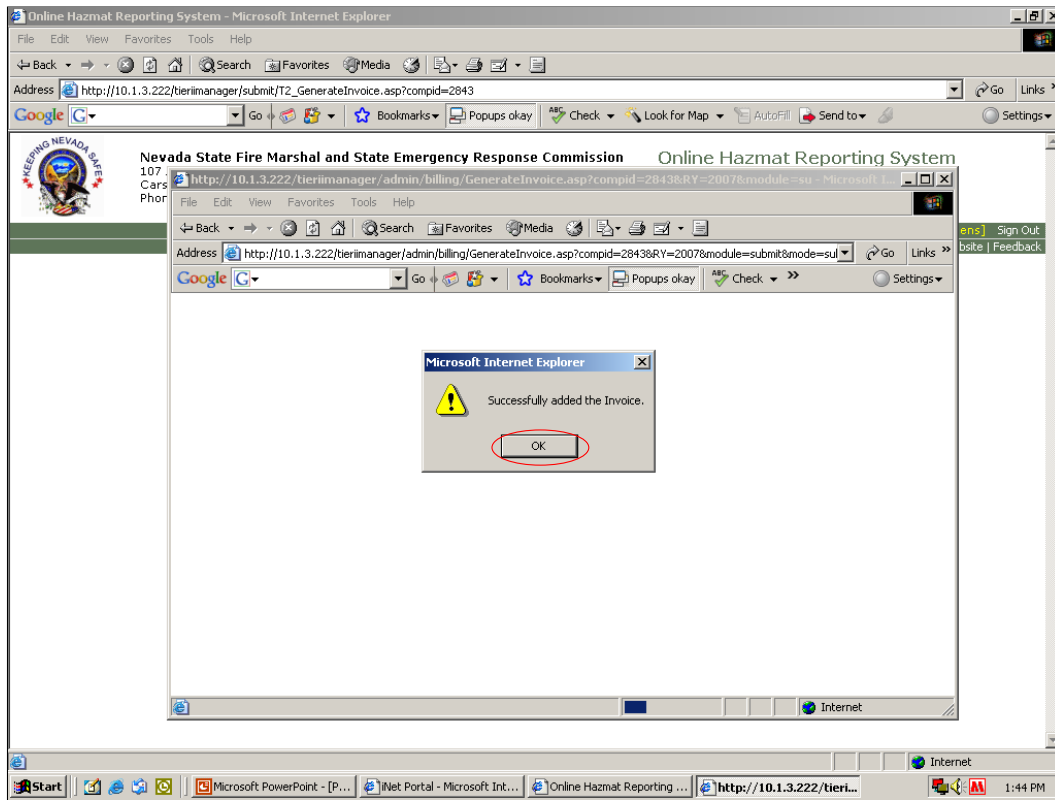 Online Hazmat Reporting System - Microsoft Internet Explorer
File Edit View Favorites Tools Help
Back Search Favorites Media
Address http://10.1.3.222/tieriimanager/submit/T2_GenerateInvoice.asp?compid=2843 Go Links
Google G Go Bookmarks Popups okay ABC Check Look for Map AutoFill Send to Settings
KEEPING NEVADA SAFE
Nevada State Fire Marshal and State Emergency Response Commission Online Hazmat Reporting System
107
Cars
Phor
http://10.1.3.222/tieriimanager/admin/billing/GenerateInvoice.asp?compid=2843&RY=2007&module=su - Microsoft I...
File Edit View Favorites Tools Help
Back Search Favorites Media
ens] Sign Out
bsite | Feedback
Address http://10.1.3.222/tieriimanager/admin/billing/GenerateInvoice.asp?compid=2843&RY=2007&module=submit&mode=sul Go Links »
Google G Go Bookmarks Popups okay ABC Check » Settings
Microsoft Internet Explorer
Successfully added the Invoice.
OK
Internet
Internet
Start Microsoft PowerPoint - [P... iNet Portal - Microsoft Int... Online Hazmat Reporting ... http://10.1.3.222/tieri... 1:44 PM